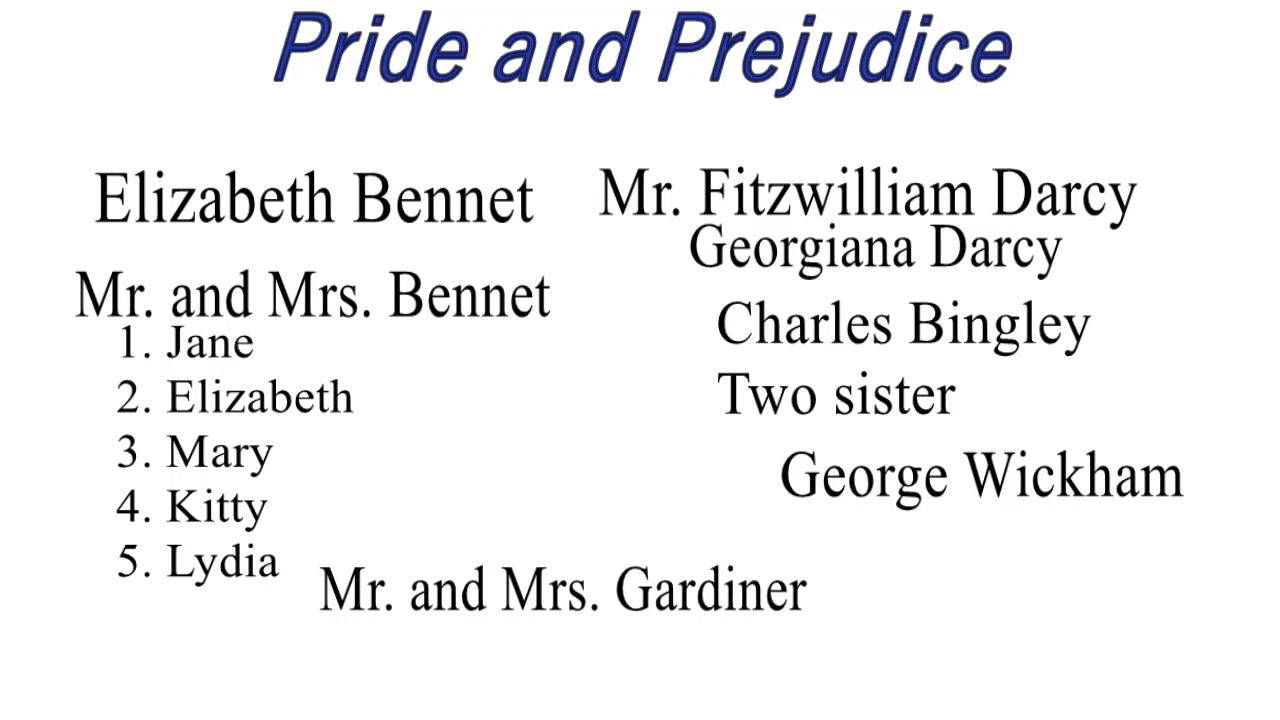 Pride and Prejudice
Elizabeth Bennet
Mr. and Mrs. Bennet
1. Jane
2. Elizabeth
3. Mary
4. Kitty
5. Lydia
Mr. Fitzwilliam Darcy
Georgiana Darcy
Charles Bingley
Two sister
George Wickham
Mr. and Mrs. Gardiner